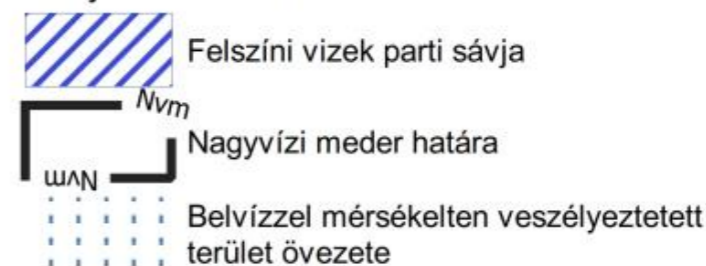 Felszíni vizek parti sávja
Nvm
Nagyvízi meder határa
Nvm
Belvízzel mérsékelten veszélyeztetett
terület övezete